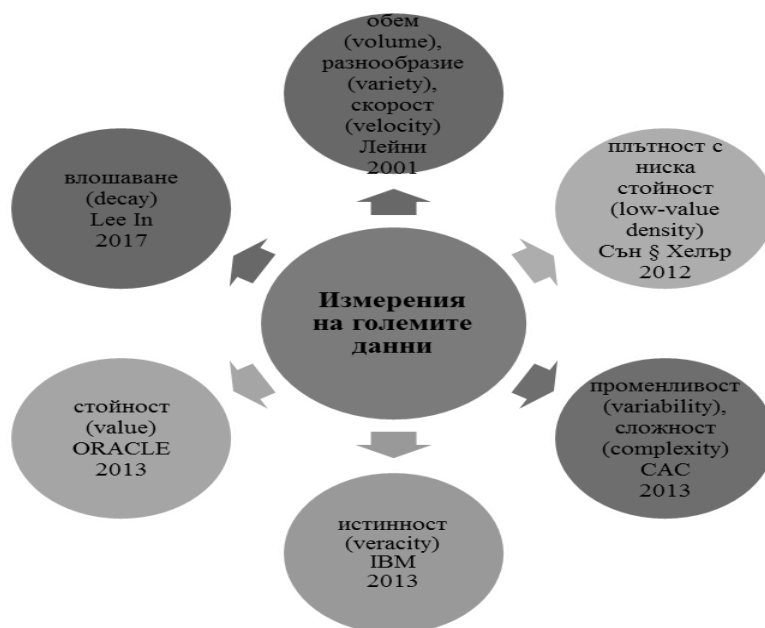 обем
(volume),
разнообразие
(variety),
скорост
(velocity)
Лейни
2001
плътност с
ниска
стойност
(low-value
density)
Сън § Хелър
2012
променливост
(variability),
сложност
(complexity)
САС
2013
истинност
(veracity)
IBM
2013
стойност
(value)
ORACLE
2013
влошаване
(decay)
Lee In
2017
Измерения
на големите
данни